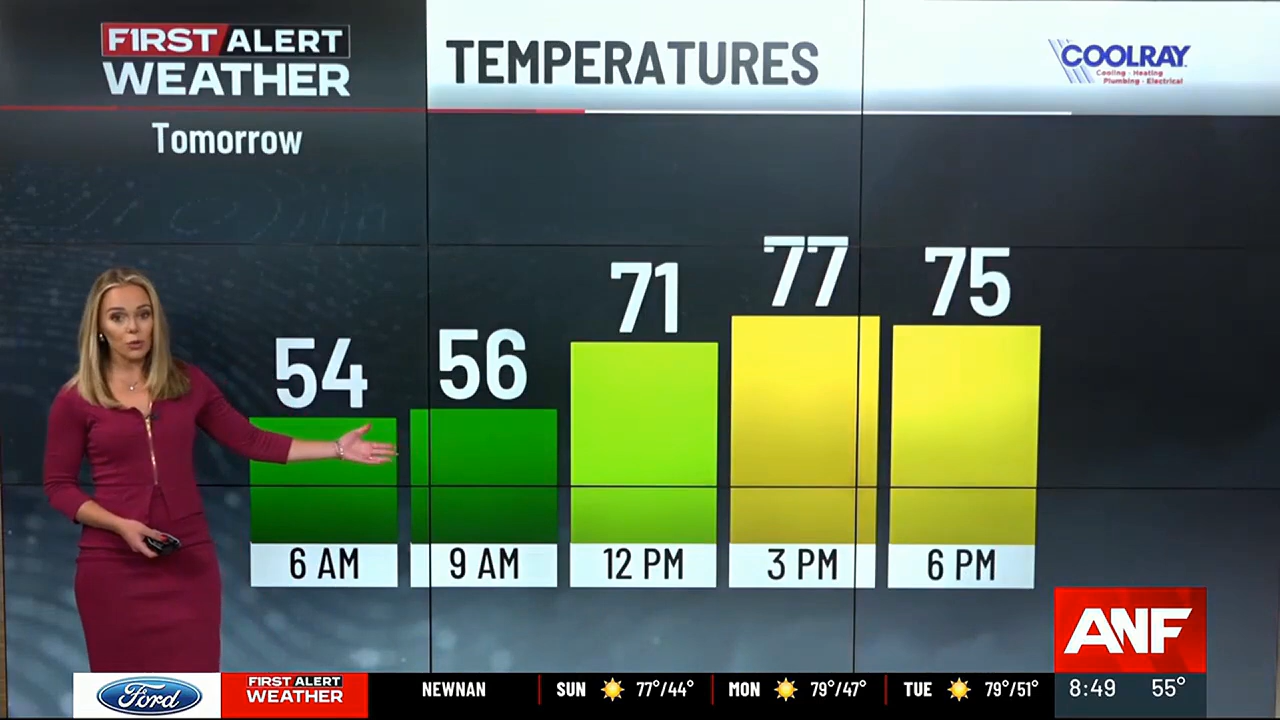 FIRST ALERT
WEATHER
TEMPERATURES
COOLRAY
Cooling · Heating
Plumbing · Electrical
Tomorrow
54
56
71
77
75
6 AM
9 AM
12 PM
3 PM
6 PM
ANF
Ford
FIRST ALERT
WEATHER
NEWNAN
SUN 77°/44°
MON 79°/47°
TUE 79°/51°
8:49 55°